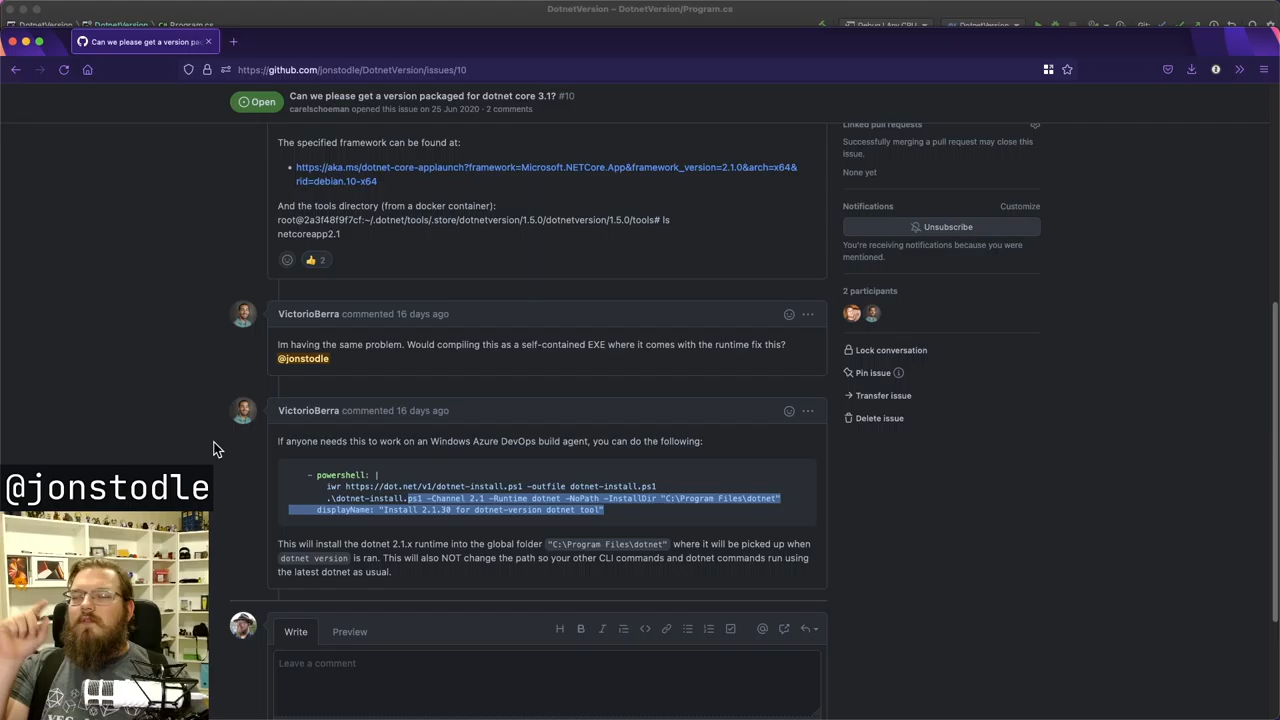 DotnetVersion – DotnetVersion/Program.cs
DotnetVersion
DotnetVersion
Program.cs
Debug | Any CPU
DotnetVersion
Git:
Can we please get a version pa
https://github.com/jonstodle/DotnetVersion/issues/10
Open
Can we please get a version packaged for dotnet core 3.1? #10
carelschoeman opened this issue on 25 Jun 2020 · 2 comments
The specified framework can be found at:
https://aka.ms/dotnet-core-applaunch?framework=Microsoft.NETCore.App&framework_version=2.1.0&arch=x64&
rid=debian.10-x64
And the tools directory (from a docker container):
root@2a3f48f9f7cf:~/.dotnet/tools/.store/dotnetversion/1.5.0/dotnetversion/1.5.0/tools# ls
netcoreapp2.1
👍 2
VictorioBerra commented 16 days ago
Im having the same problem. Would compiling this as a self-contained EXE where it comes with the runtime fix this?
@jonstodle
VictorioBerra commented 16 days ago
If anyone needs this to work on an Windows Azure DevOps build agent, you can do the following:
- powershell: |
iwr https://dot.net/v1/dotnet-install.ps1 -outfile dotnet-install.ps1
.\dotnet-install.ps1 -Channel 2.1 -Runtime dotnet -NoPath -InstallDir "C:\Program Files\dotnet"
displayName: "Install 2.1.30 for dotnet-version dotnet tool"
This will install the dotnet 2.1.x runtime into the global folder "C:\Program Files\dotnet" where it will be picked up when
dotnet version is ran. This will also NOT change the path so your other CLI commands and dotnet commands run using
the latest dotnet as usual.
Write
Preview
Leave a comment
Linked pull requests
Successfully merging a pull request may close this
issue.
None yet
Notifications
Customize
Unsubscribe
You're receiving notifications because you were
mentioned.
2 participants
Lock conversation
Pin issue
Transfer issue
Delete issue
@jonstodle